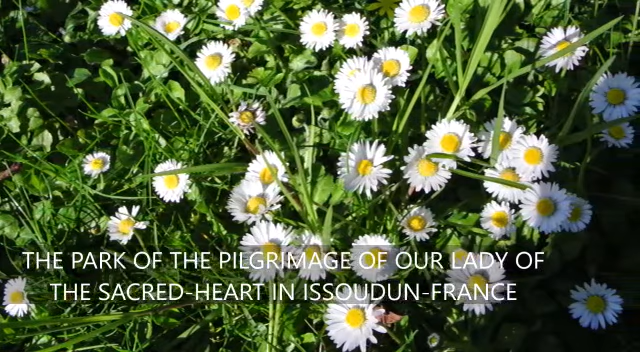 THE PARK OF THE PILGRIMAGE OF OUR LADY OF
THE SACRED-HEART IN ISSOUDUN-FRANCE